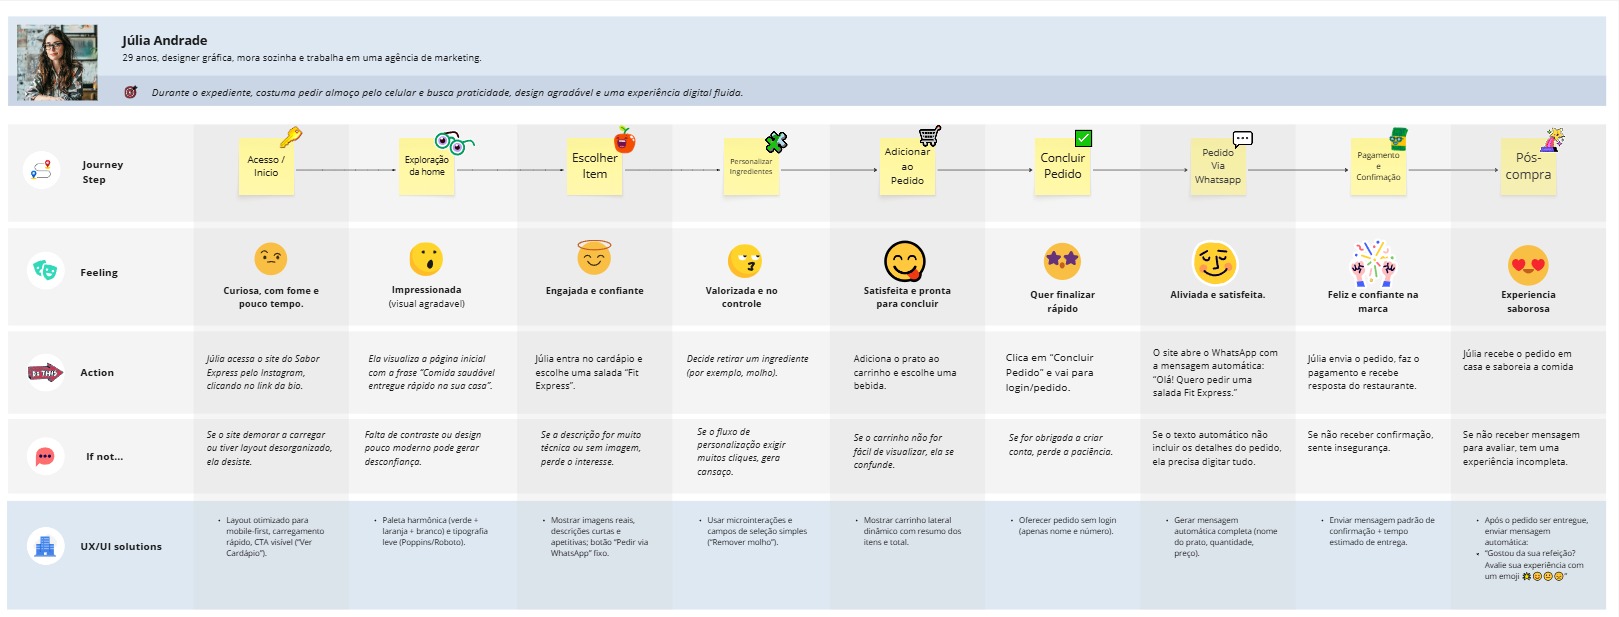 Júlia Andrade
29 anos, designer gráfica, mora sozinha e trabalha em uma agência de marketing.
Durante o expediente, costuma pedir almoço pelo celular e busca praticidade, design agradável e uma experiência digital fluida.
Journey
Step
Acesso /
Inicio
Exploração
da home
Escolher
Item
Personalizar
Ingredientes
Adicionar
ao
Pedido
Concluir
Pedido
Pedido
Via
Whatsapp
Pagamento
e
Confimação
Pós-
compra
Feeling
Curiosa, com fome e
pouco tempo.
Impressionada
(visual agradavel)
Engajada e confiante
Valorizada e no
controle
Satisfeita e pronta
para concluir
Quer finalizar
rápido
Aliviada e satisfeita.
Feliz e confiante na
marca
Experiencia
saborosa
Action
Júlia acessa o site do Sabor
Express pelo Instagram,
clicando no link da bio.
Ela visualiza a página inicial
com a frase “Comida saudável
entregue rápido na sua casa”.
Júlia entra no cardápio e
escolhe uma salada “Fit
Express”.
Decide retirar um ingrediente
(por exemplo, molho).
Adiciona o prato ao
carrinho e escolhe uma
bebida.
Clica em “Concluir
Pedido” e vai para
login/pedido.
O site abre o WhatsApp com
a mensagem automática:
“Olá! Quero pedir uma
salada Fit Express.”
Júlia envia o pedido, faz o
pagamento e recebe
resposta do restaurante.
Júlia recebe o pedido em
casa e saboreia a comida
If not...
Se o site demorar a carregar
ou tiver layout desorganizado,
ela desiste.
Falta de contraste ou design
pouco moderno pode gerar
desconfiança.
Se a descrição for muito
técnica ou sem imagem,
perde o interesse.
Se o fluxo de
personalização exigir
muitos cliques, gera
cansaço.
Se o carrinho não for
fácil de visualizar, ela se
confunde.
Se for obrigada a criar
conta, perde a paciência.
Se o texto automático não
incluir os detalhes do pedido,
ela precisa digitar tudo.
Se não receber confirmação,
sente insegurança.
Se não receber mensagem
para avaliar, tem uma
experiência incompleta.
UX/UI solutions
• Layout otimizado para
mobile-first, carregamento
rápido, CTA visível (“Ver
Cardápio”).
• Paleta harmônica (verde +
laranja + branco) e tipografia
leve (Poppins/Roboto).
• Mostrar imagens reais,
descrições curtas e
apetitivas; botão “Pedir via
WhatsApp” fixo.
• Usar microinterações e
campos de seleção simples
(“Remover molho”).
• Mostrar carrinho lateral
dinâmico com resumo dos
itens e total.
• Oferecer pedido sem login
(apenas nome e número).
• Gerar mensagem
automática completa (nome
do prato, quantidade,
preço).
• Enviar mensagem padrão de
confirmação + tempo
estimado de entrega.
• Após o pedido ser entregue,
enviar mensagem
automática:
• “Gostou da sua refeição?
Avalie sua experiência com
um emoji ”